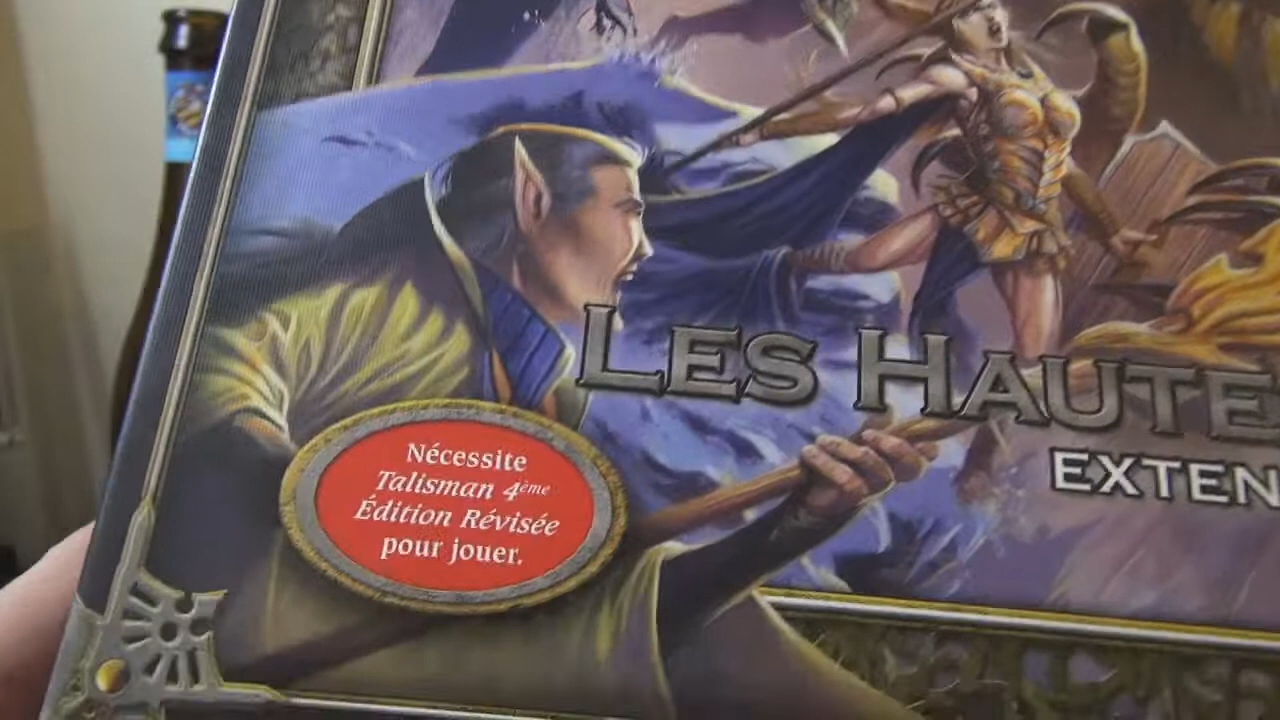 LES HAUTE
EXTEN
Nécessite
Talisman 4ème
Édition Révisée
pour jouer.